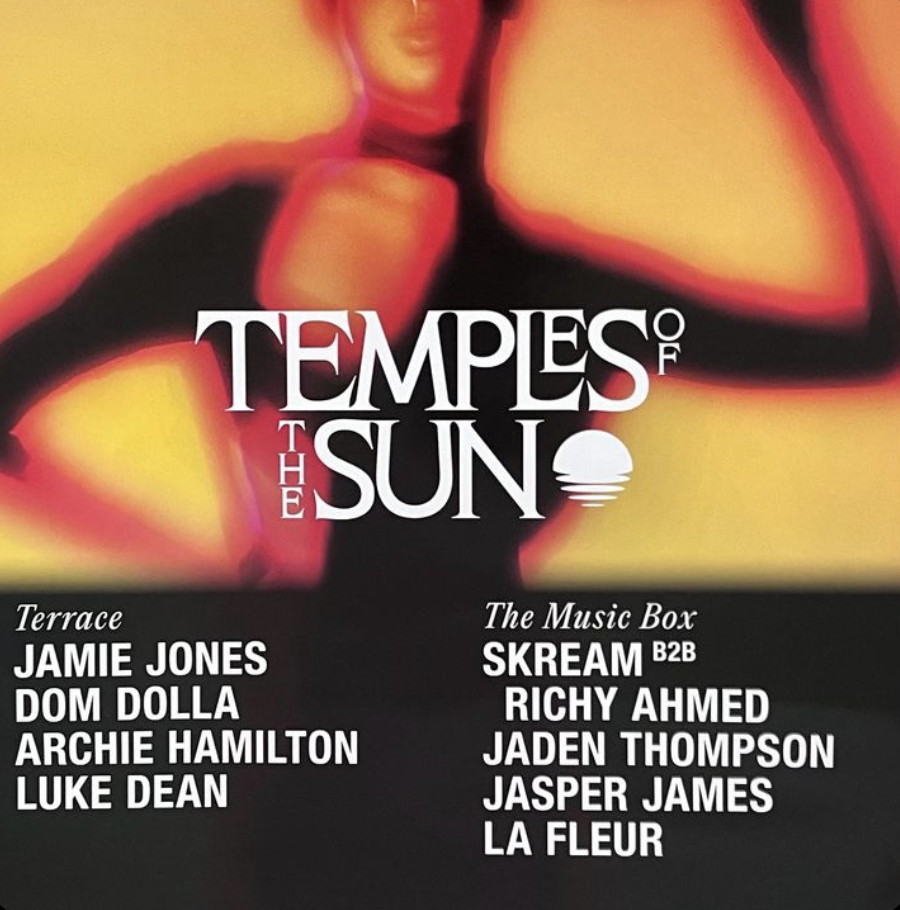 TEMPLES OF
THE SUN
Terrace
JAMIE JONES
DOM DOLLA
ARCHIE HAMILTON
LUKE DEAN
The Music Box
SKREAM B2B
RICHY AHMED
JADEN THOMPSON
JASPER JAMES
LA FLEUR